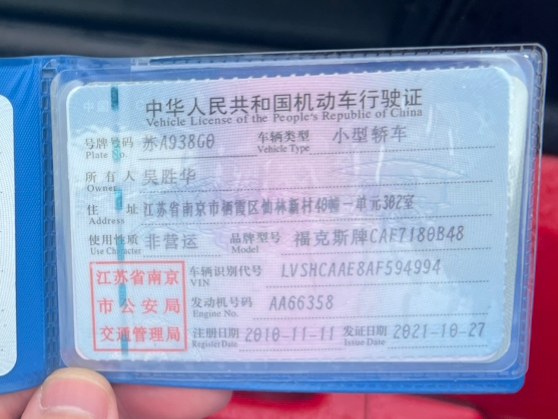 中华人民共和国机动车行驶证
Vehicle License of the People's Republic of China
号牌号码 苏A938G0 车辆类型 小型轿车
Plate No. Vehicle Type
所有人 吴胜华
Owner
住址 江苏省南京市栖霞区仙林新村40幢一单元302室
Address
使用性质 非营运 品牌型号 福克斯牌CAF7180B48
Use Character Model
江苏省南京 车辆识别代号 LVSHCAAE8AF594994
VIN
市公安局 发动机号码 AA66358
Engine No.
交通管理局 注册日期 2010-11-11 发证日期 2021-10-27
Register Date Issue Date